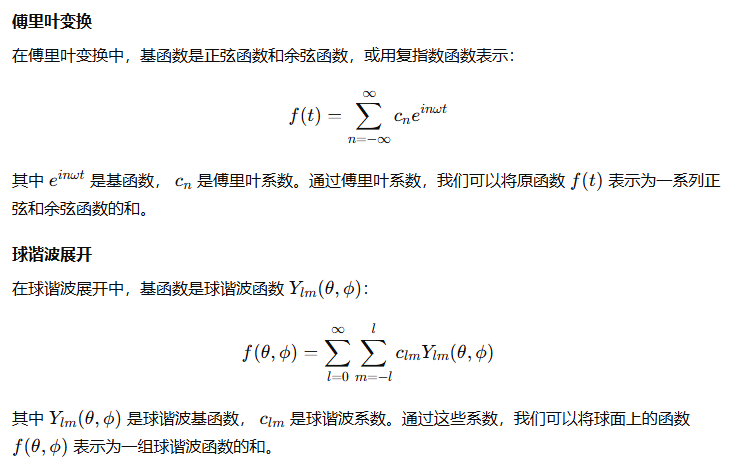 傅里叶变换
在傅里叶变换中，基函数是正弦函数和余弦函数，或用复指数函数表示：
$f(t) = \sum_{n=-\infty}^{\infty} c_n e^{in\omega t}$
其中 $e^{in\omega t}$ 是基函数， $c_n$ 是傅里叶系数。通过傅里叶系数，我们可以将原函数 $f(t)$ 表示为一系列正
弦和余弦函数的和。
球谐波展开
在球谐波展开中，基函数是球谐波函数 $Y_{lm}(\theta, \phi)$：
$f(\theta, \phi) = \sum_{l=0}^{\infty} \sum_{m=-l}^{l} c_{lm} Y_{lm}(\theta, \phi)$
其中 $Y_{lm}(\theta, \phi)$ 是球谐波基函数， $c_{lm}$ 是球谐波系数。通过这些系数，我们可以将球面上的函数
$f(\theta, \phi)$ 表示为一组球谐波函数的和。